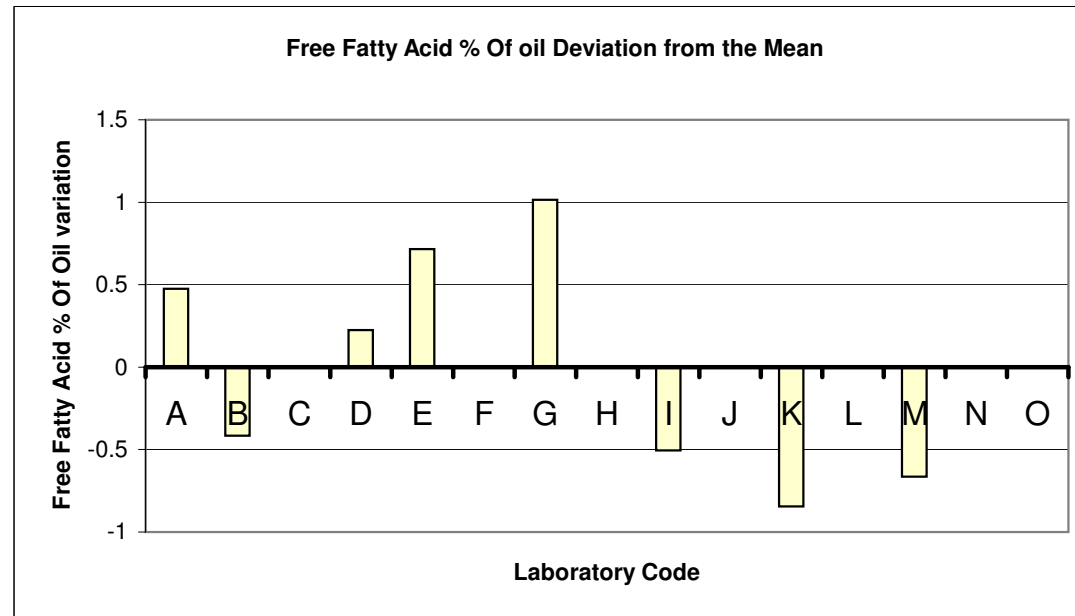 Free Fatty Acid % Of oil Deviation from the Mean
Free Fatty Acid % Of Oil variation
1.5
1
0.5
0
-0.5
-1
A B C D E F G H I J K L M N O
Laboratory Code